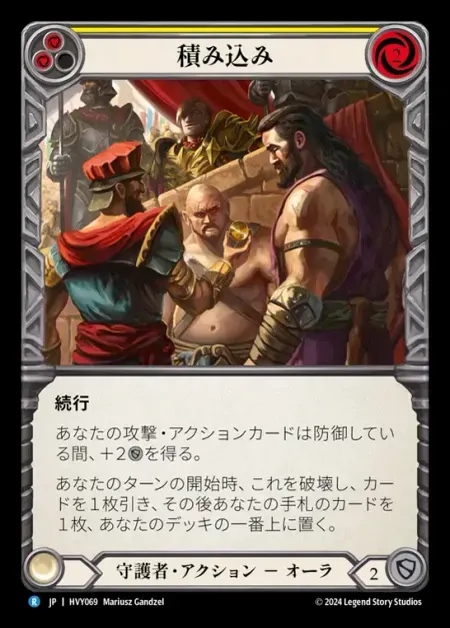 積み込み
2
続行
あなたの攻撃・アクションカードは防御してい
る間、＋２を得る。
あなたのターンの開始時、これを破壊し、カー
ドを１枚引き、その後あなたの手札のカードを
１枚、あなたのデッキの一番上に置く。
守護者・アクション － オーラ
2
R JP | HVY069 Mariusz Gandzel
© 2024 Legend Story Studios